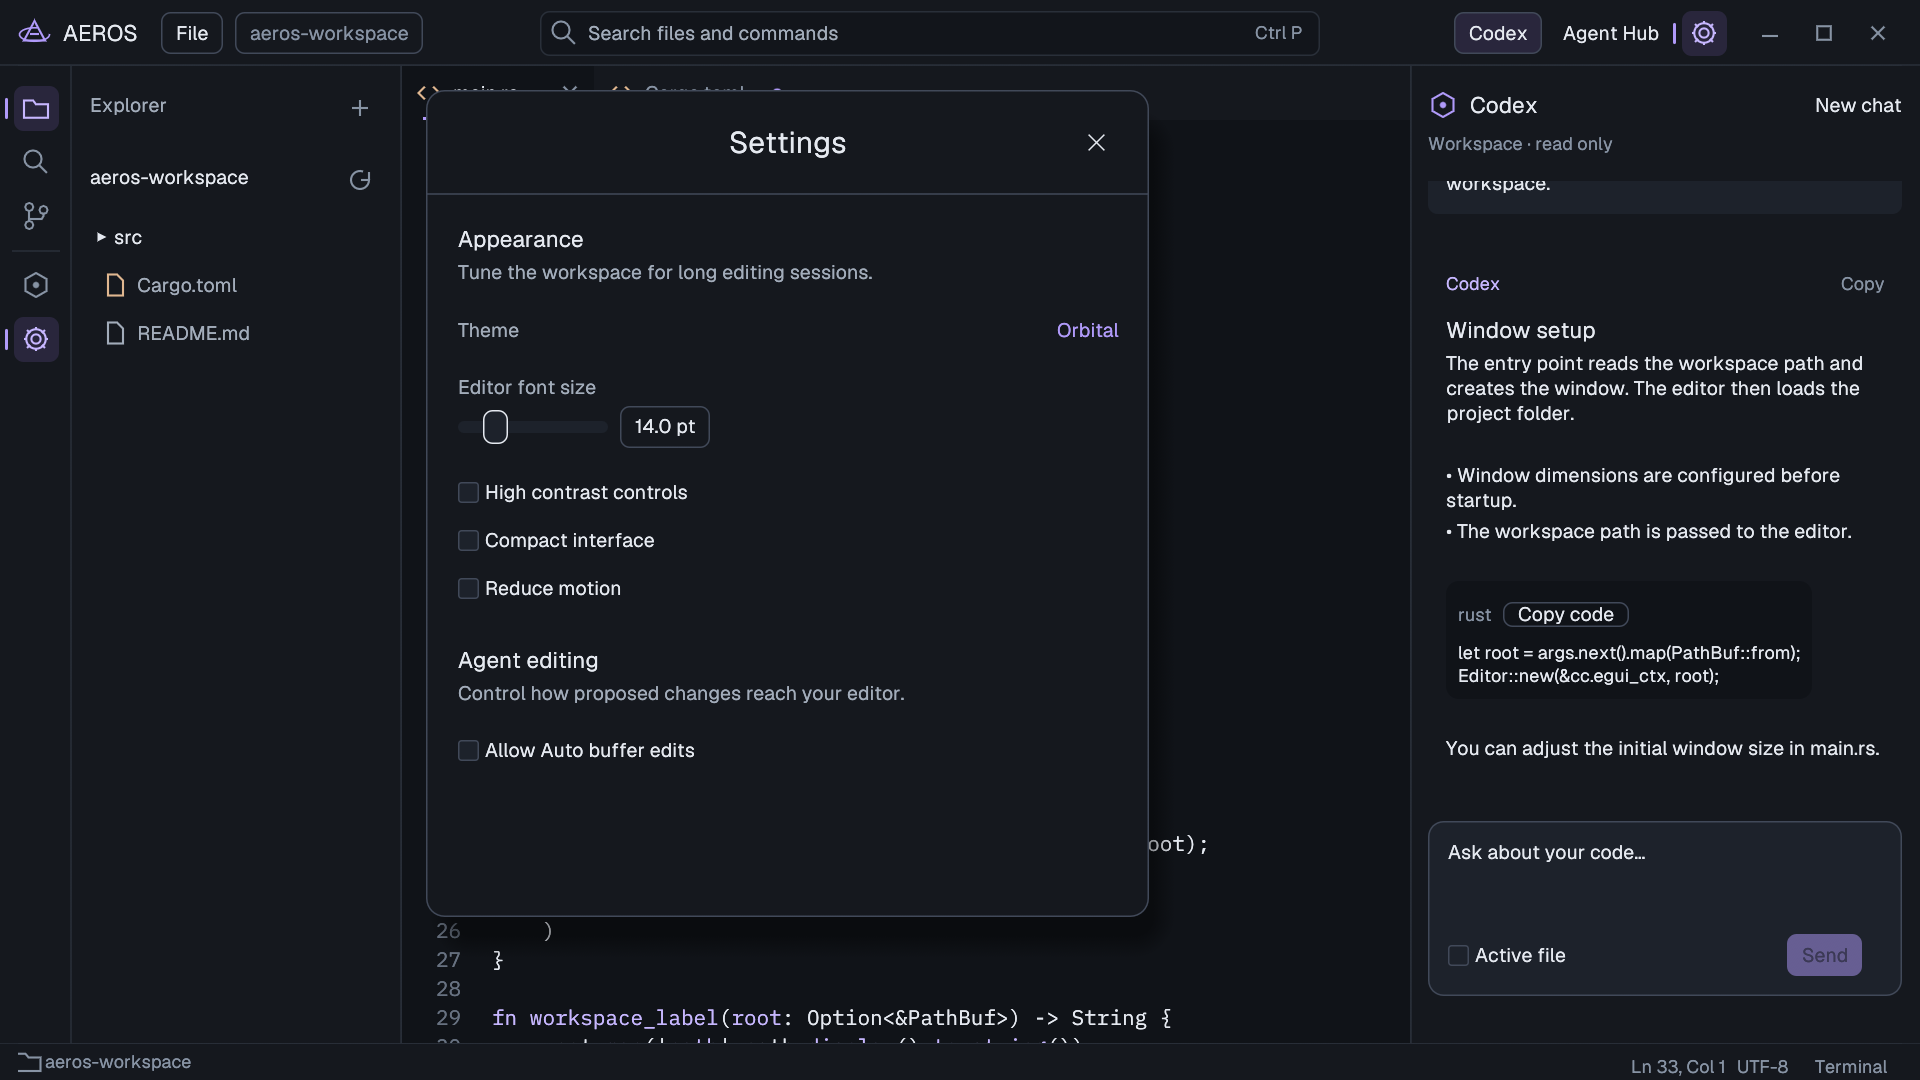 AEROS
File
aeros-workspace
Search files and commands
Ctrl P
Codex
Agent Hub
Explorer
aeros-workspace
src
Cargo.toml
README.md
main.rs
Cargo.toml
Settings
Appearance
Tune the workspace for long editing sessions.
Theme
Orbital
Editor font size
14.0 pt
High contrast controls
Compact interface
Reduce motion
Agent editing
Control how proposed changes reach your editor.
Allow Auto buffer edits
oot);
26 )
27 }
28
29 fn workspace_label(root: Option<&PathBuf>) -> String {
Codex
New chat
Workspace · read only
workspace.
Codex
Copy
Window setup
The entry point reads the workspace path and
creates the window. The editor then loads the
project folder.
• Window dimensions are configured before
startup.
• The workspace path is passed to the editor.
rust
Copy code
let root = args.next().map(PathBuf::from);
Editor::new(&cc.egui_ctx, root);
You can adjust the initial window size in main.rs.
Ask about your code…
Active file
Send
aeros-workspace
Ln 33, Col 1
UTF-8
Terminal